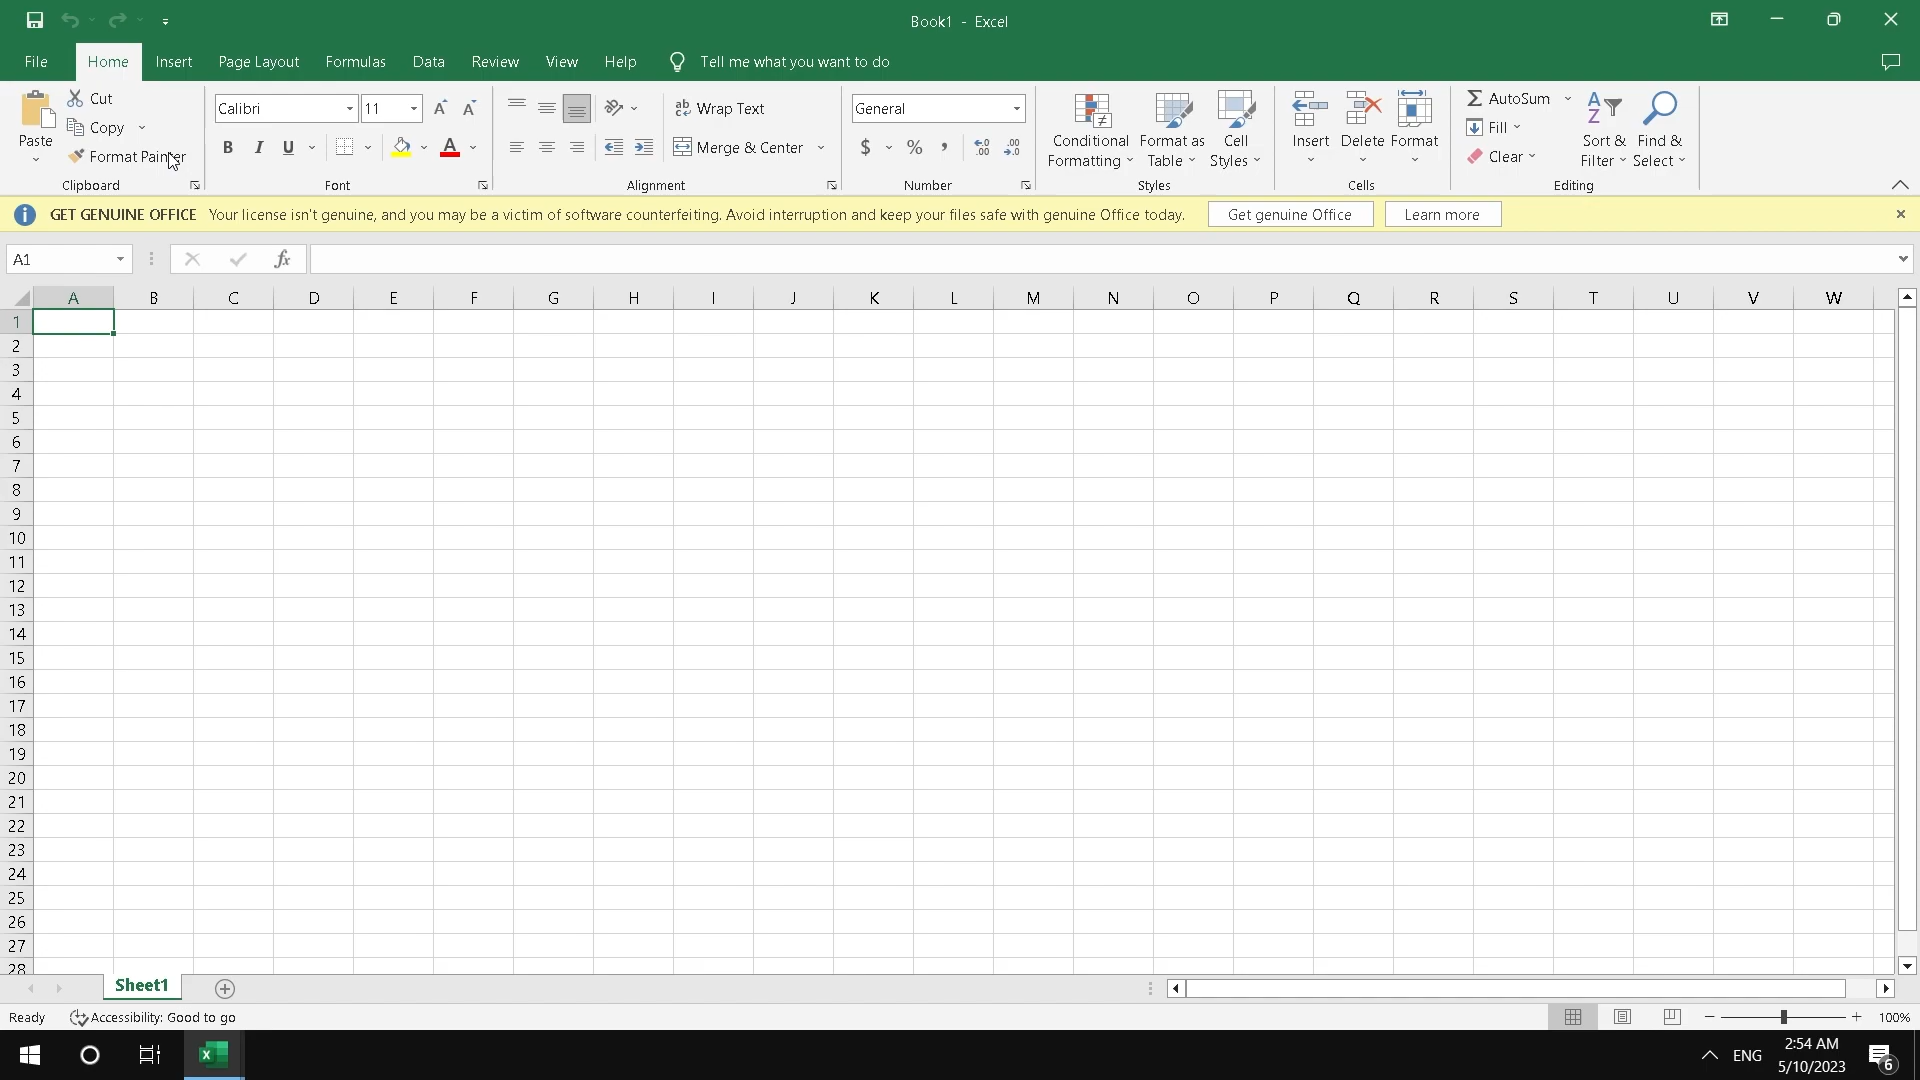 Book1 - Excel
File Home Insert Page Layout Formulas Data Review View Help Tell me what you want to do
Paste
Cut
Copy
Format Painter
Clipboard
Calibri 11
B I U A
Font
ab Wrap Text
Merge & Center
Alignment
General
$ % ,
Number
Conditional Formatting
Format as Table
Cell Styles
Styles
Insert Delete Format
Cells
AutoSum
Fill
Clear
Sort & Filter
Find & Select
Editing
GET GENUINE OFFICE Your license isn't genuine, and you may be a victim of software counterfeiting. Avoid interruption and keep your files safe with genuine Office today. Get genuine Office Learn more
A1 fx
A B C D E F G H I J K L M N O P Q R S T U V W
1
2
3
4
5
6
7
8
9
10
11
12
13
14
15
16
17
18
19
20
21
22
23
24
25
26
27
28
Sheet1
Ready Accessibility: Good to go 100%
ENG 2:54 AM
5/10/2023 6